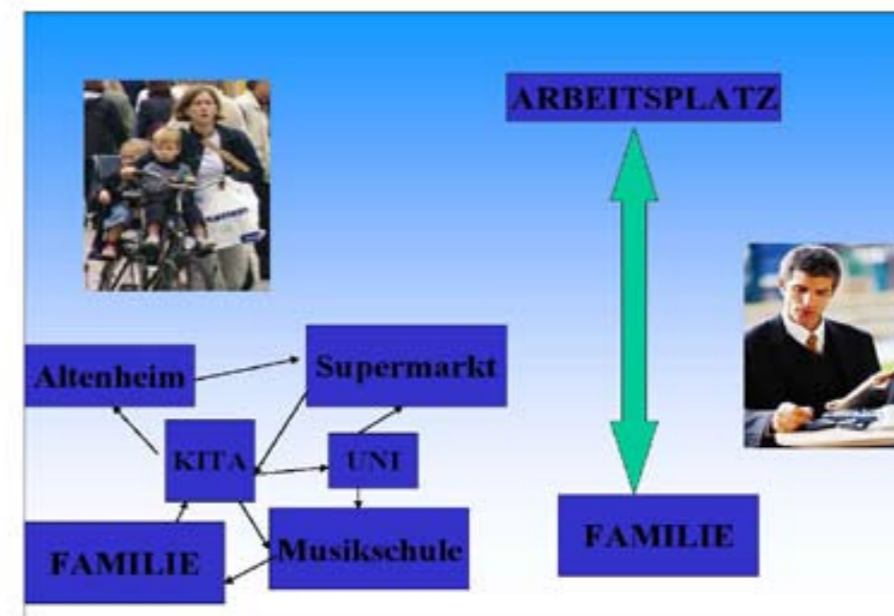 ARBEITSPLATZ
Altenheim
Supermarkt
KITA
UNI
FAMILIE
Musikschule
FAMILIE